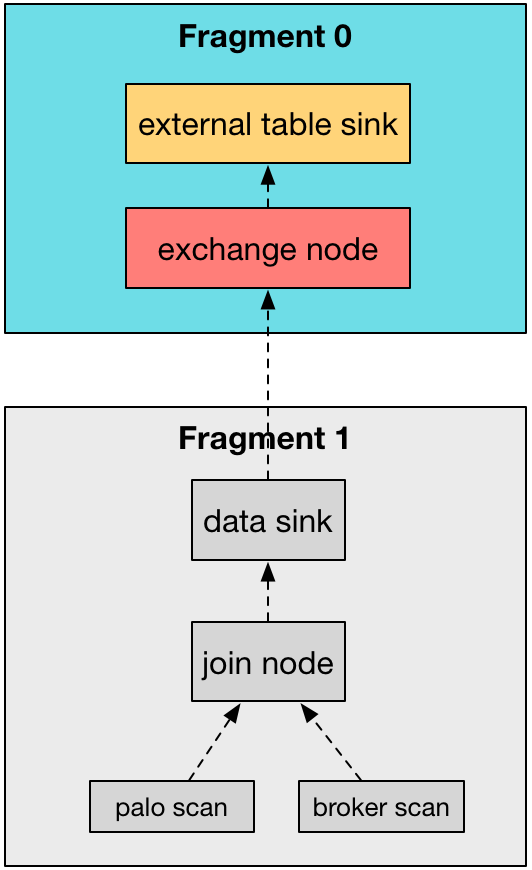 Fragment 0
external table sink
exchange node
Fragment 1
data sink
join node
palo scan
broker scan